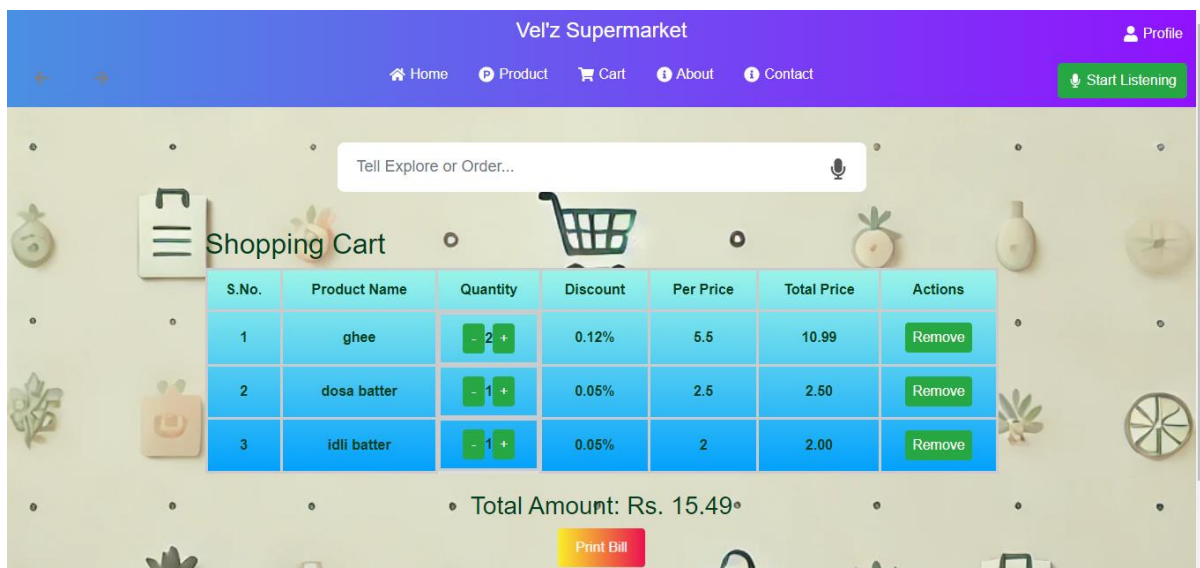 Vel'z Supermarket
Profile
Home Product Cart About Contact
Start Listening
Tell Explore or Order...
Shopping Cart
S.No. Product Name Quantity Discount Per Price Total Price Actions
1 ghee - 2 + 0.12% 5.5 10.99 Remove
2 dosa batter - 1 + 0.05% 2.5 2.50 Remove
3 idli batter - 1 + 0.05% 2 2.00 Remove
Total Amount: Rs. 15.49
Print Bill